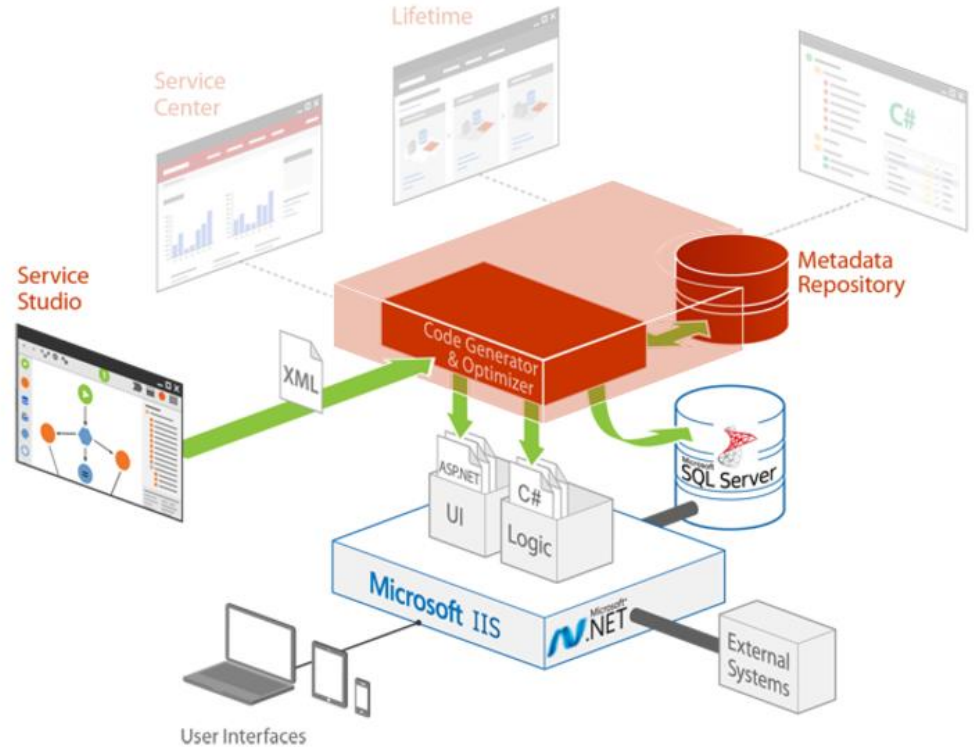 Lifetime
Service
Center
C#
Service
Studio
Metadata
Repository
XML
Code Generator
& Optimizer
ASP.NET
UI
C#
Logic
Microsoft
SQL Server
Microsoft IIS
Microsoft
.NET
External
Systems
User Interfaces